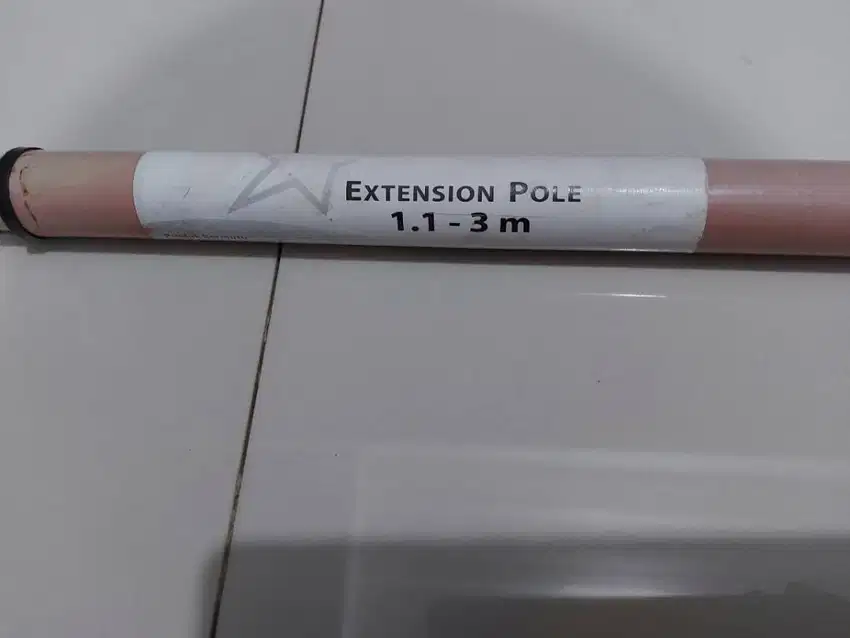 EXTENSION POLE
1.1 - 3 m